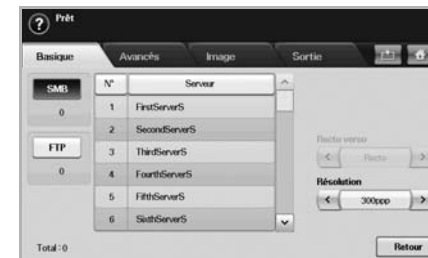 Prêt
Basique Avancés Image Sortie
SMB
0
FTP
0
N° Serveur
1 FirstServerS
2 SecondServerS
3 ThirdServerS
4 FourthServerS
5 FifthServerS
6 SixthServerS
Recto verso
Recto
Résolution
300ppp
Total : 0
Retour